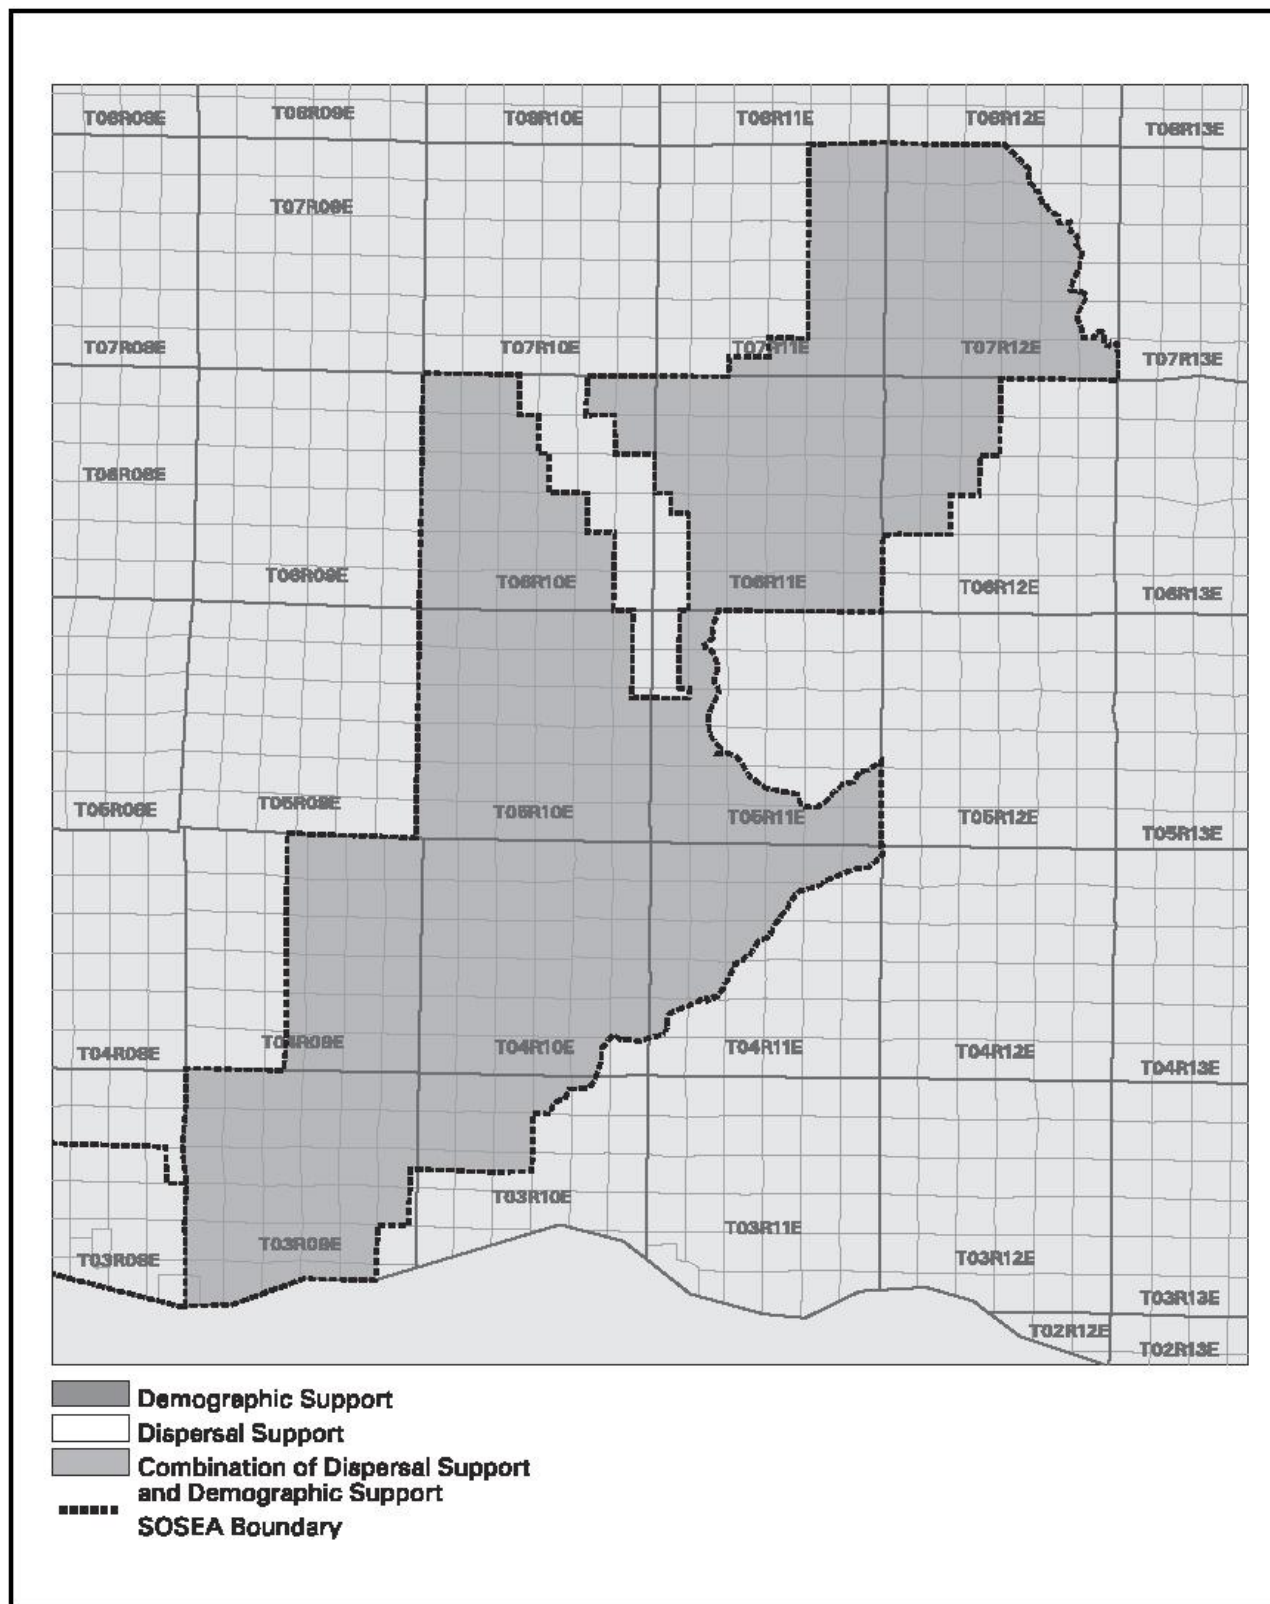 T08R08E T08R09E T08R10E T08R11E T08R12E T08R13E
T07R09E
T07R08E T07R10E T07R11E T07R12E T07R13E
T06R08E
T06R09E T06R10E T06R11E T06R12E T06R13E
T05R08E T05R09E T05R10E T05R11E T05R12E T05R13E
T04R08E T04R09E T04R10E T04R11E T04R12E T04R13E
T03R10E
T03R08E T03R09E T03R11E T03R12E
T03R13E
T02R12E T02R13E
Demographic Support
Dispersal Support
Combination of Dispersal Support
and Demographic Support
SOSEA Boundary